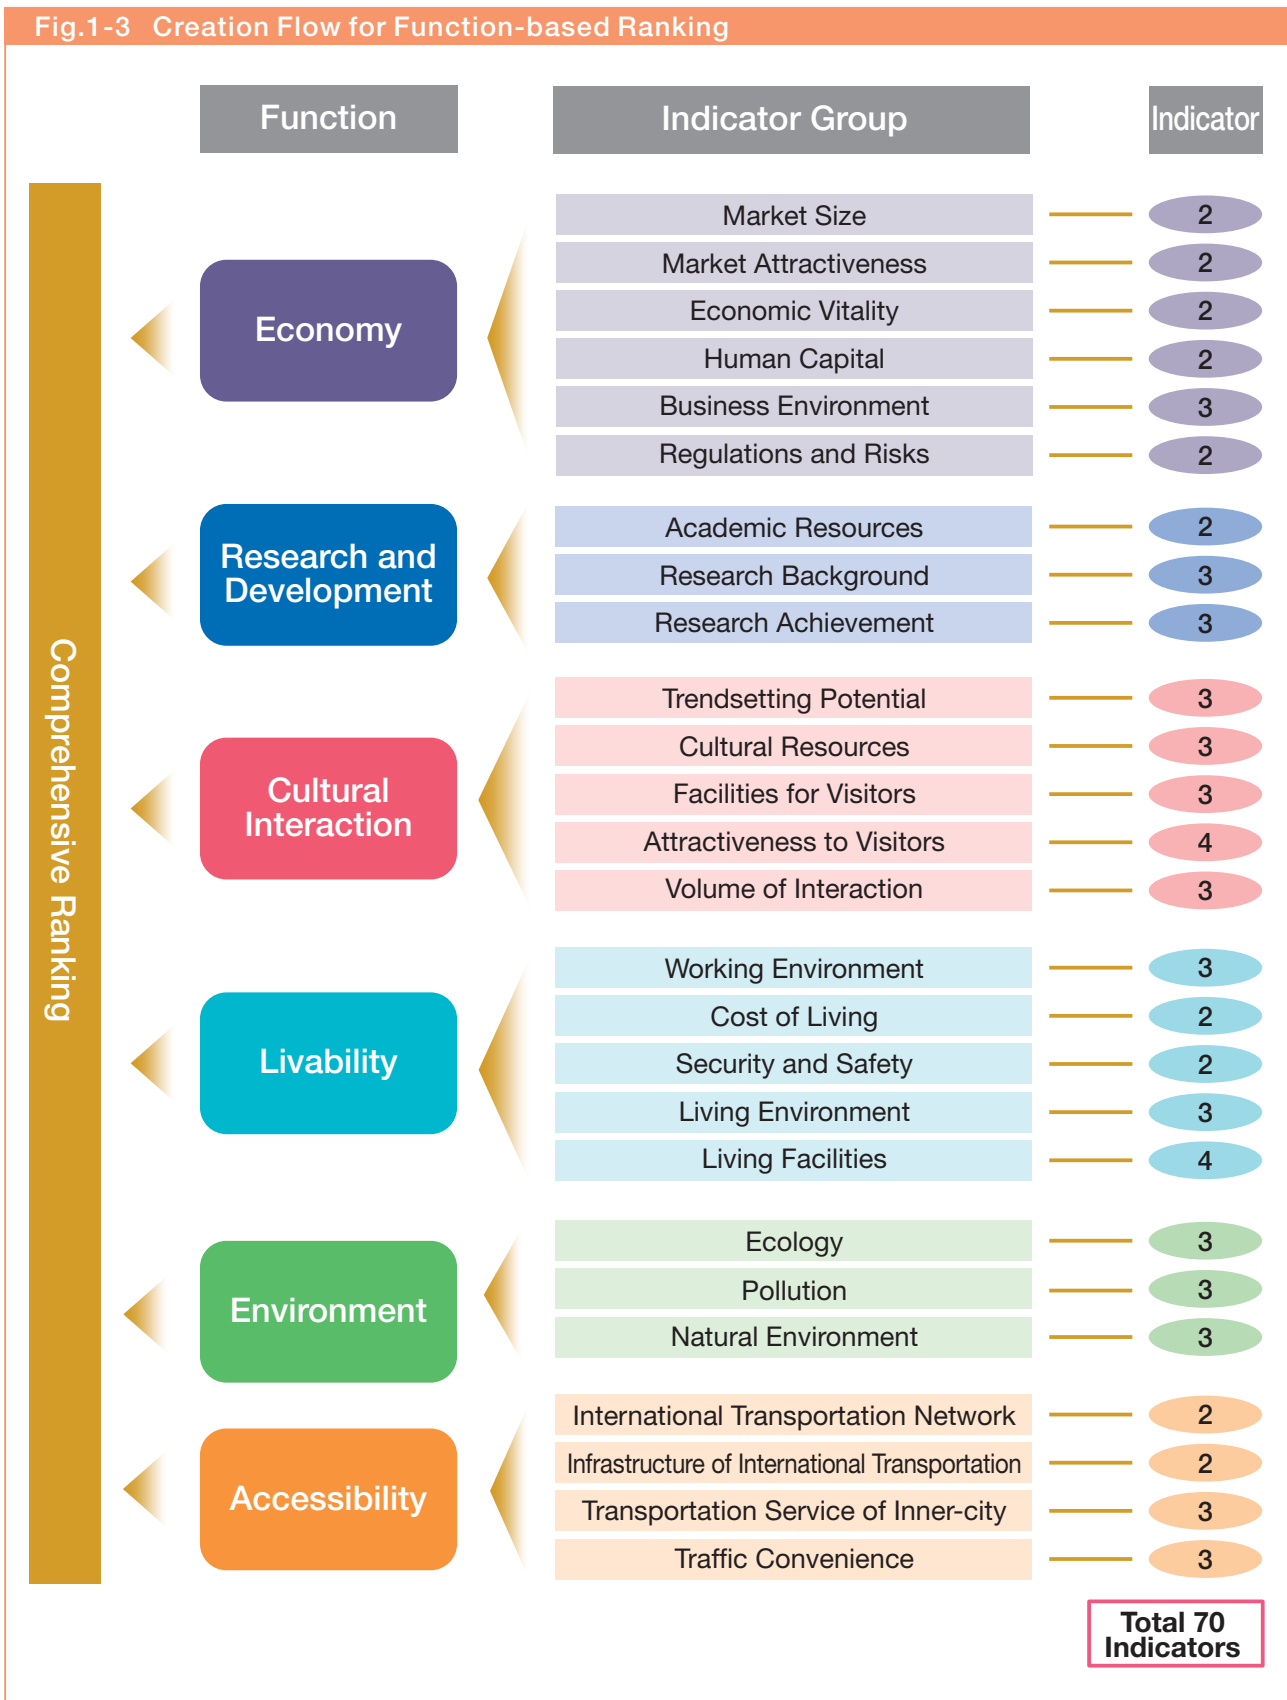 Fig.1-3 Creation Flow for Function-based Ranking
Function
Indicator Group
Indicator
Comprehensive Ranking
Economy
Market Size
2
Market Attractiveness
2
Economic Vitality
2
Human Capital
2
Business Environment
3
Regulations and Risks
2
Research and
Development
Academic Resources
2
Research Background
3
Research Achievement
3
Cultural
Interaction
Trendsetting Potential
3
Cultural Resources
3
Facilities for Visitors
3
Attractiveness to Visitors
4
Volume of Interaction
3
Livability
Working Environment
3
Cost of Living
2
Security and Safety
2
Living Environment
3
Living Facilities
4
Environment
Ecology
3
Pollution
3
Natural Environment
3
Accessibility
International Transportation Network
2
Infrastructure of International Transportation
2
Transportation Service of Inner-city
3
Traffic Convenience
3
Total 70
Indicators